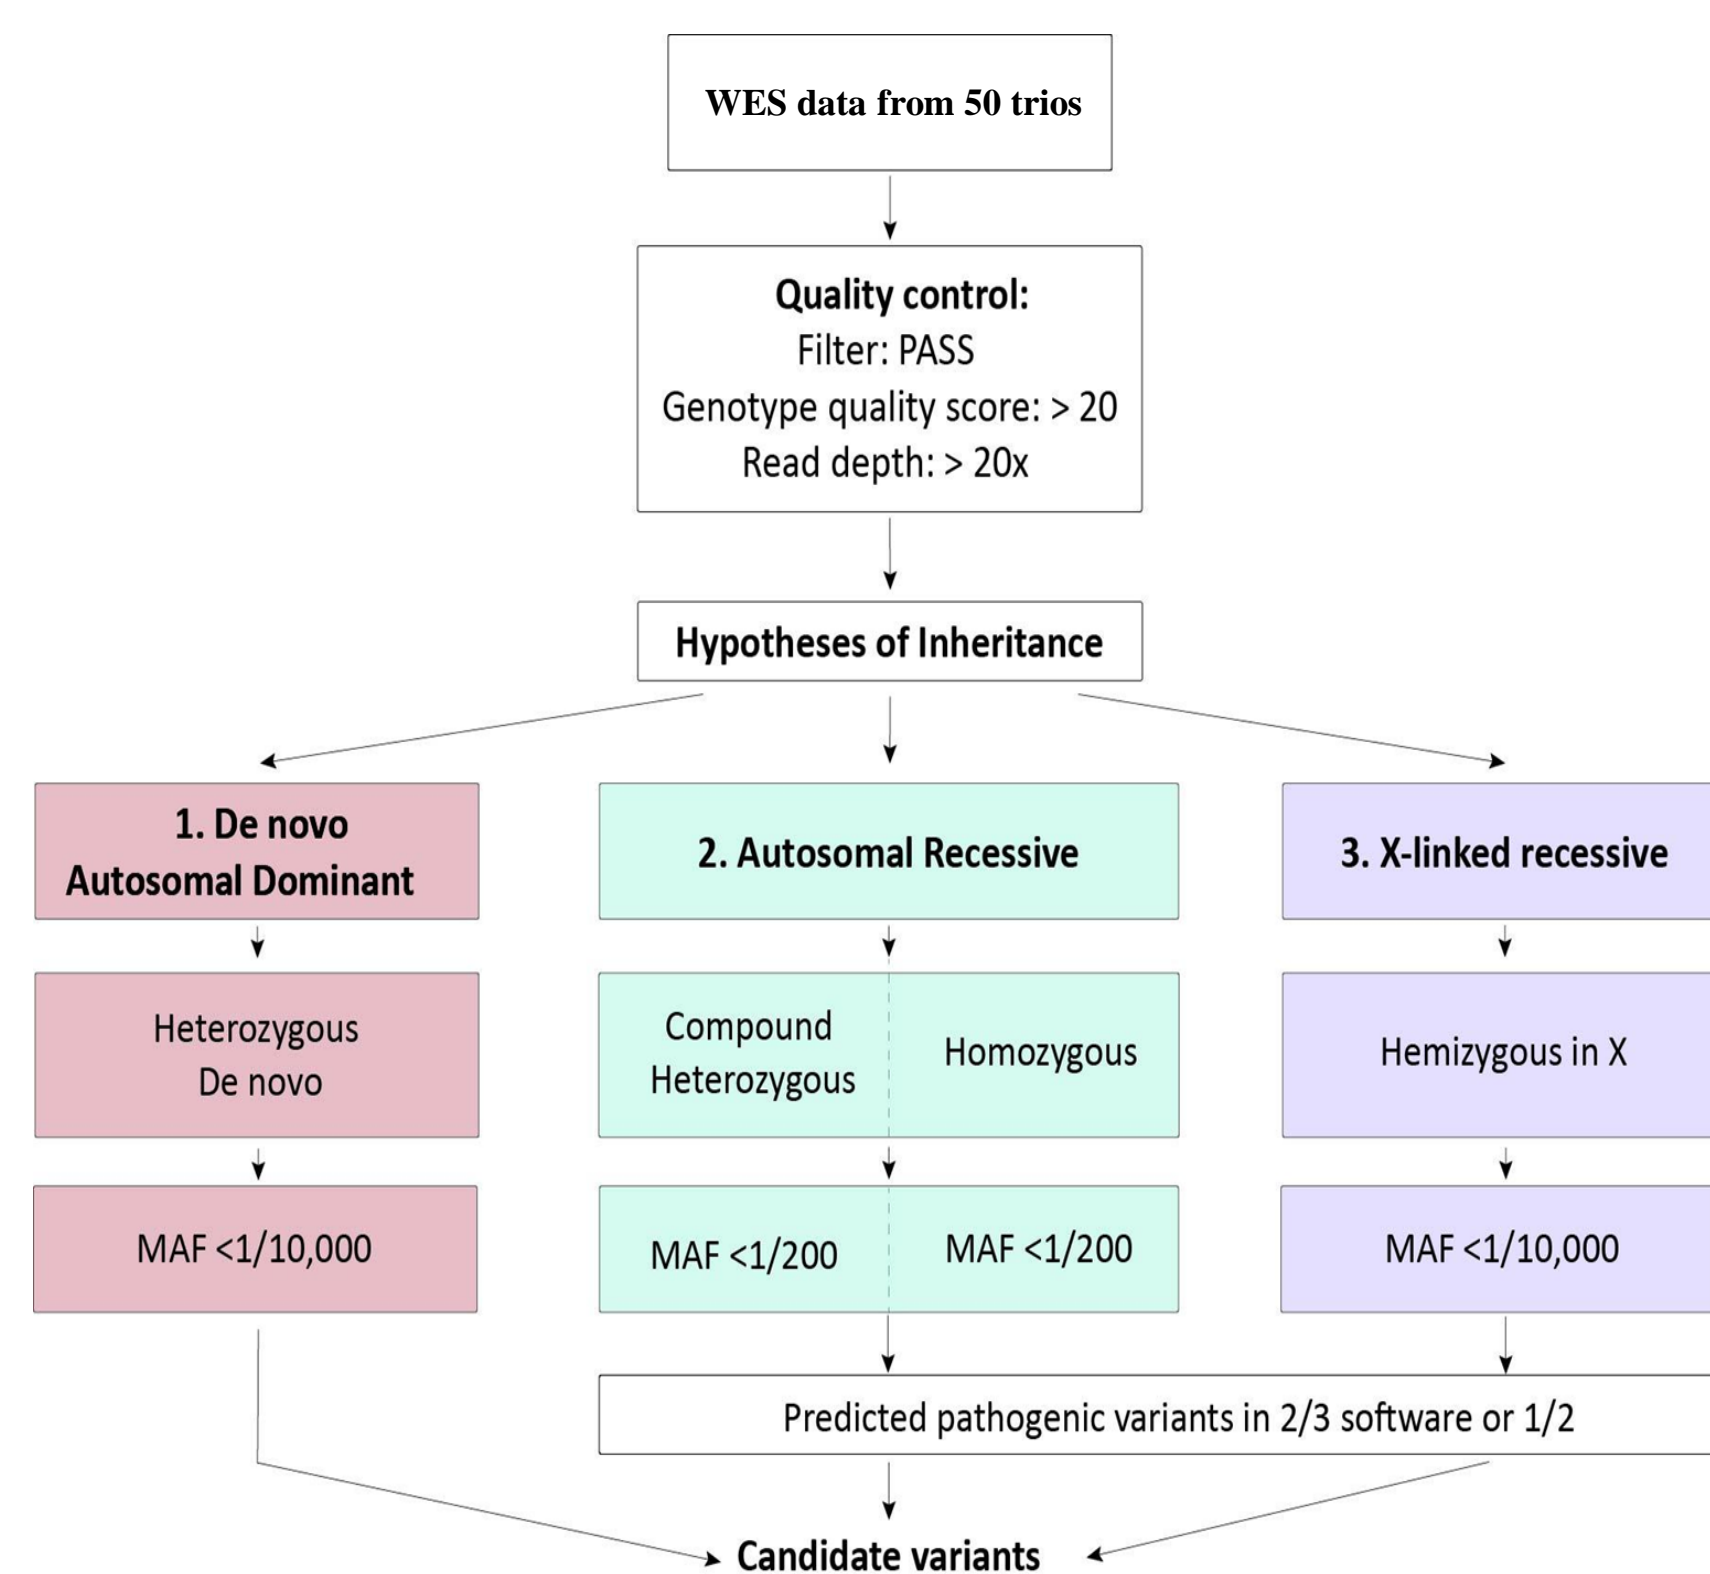 WES data from 50 trios
Quality control:
Filter: PASS
Genotype quality score: > 20
Read depth: > 20x
Hypotheses of Inheritance
1. De novo
Autosomal Dominant
2. Autosomal Recessive
3. X-linked recessive
Heterozygous
De novo
Compound
Heterozygous
Homozygous
Hemizygous in X
MAF <1/10,000
MAF <1/200
MAF <1/200
MAF <1/10,000
Predicted pathogenic variants in 2/3 software or 1/2
Candidate variants